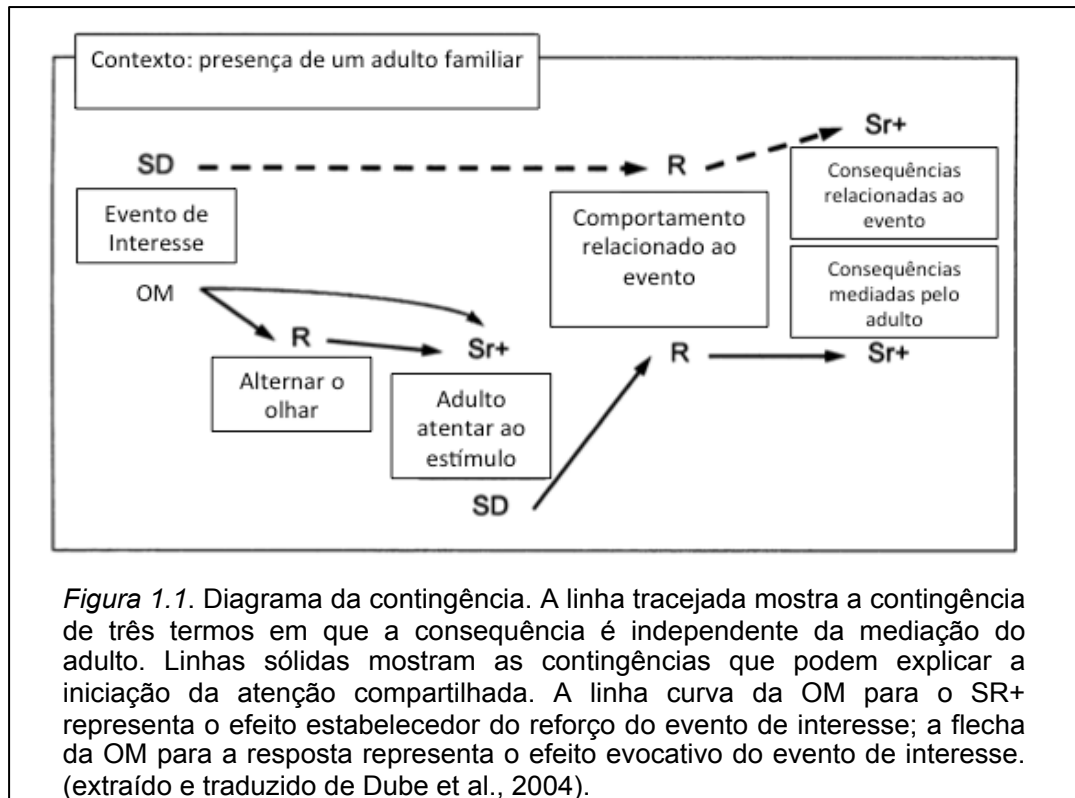 Contexto: presença de um adulto familiar
Sr+
SD
R
Consequências
relacionadas ao
evento
Evento de
Interesse
Comportamento
relacionado ao
evento
Consequências
mediadas pelo
adulto
OM
R
Sr+
R
Sr+
Alternar o
olhar
Adulto
atentar ao
estímulo
SD
Figura 1.1. Diagrama da contingência. A linha tracejada mostra a contingência
de três termos em que a consequência é independente da mediação do
adulto. Linhas sólidas mostram as contingências que podem explicar a
iniciação da atenção compartilhada. A linha curva da OM para o SR+
representa o efeito estabelecedor do reforço do evento de interesse; a flecha
da OM para a resposta representa o efeito evocativo do evento de interesse.
(extraído e traduzido de Dube et al., 2004).